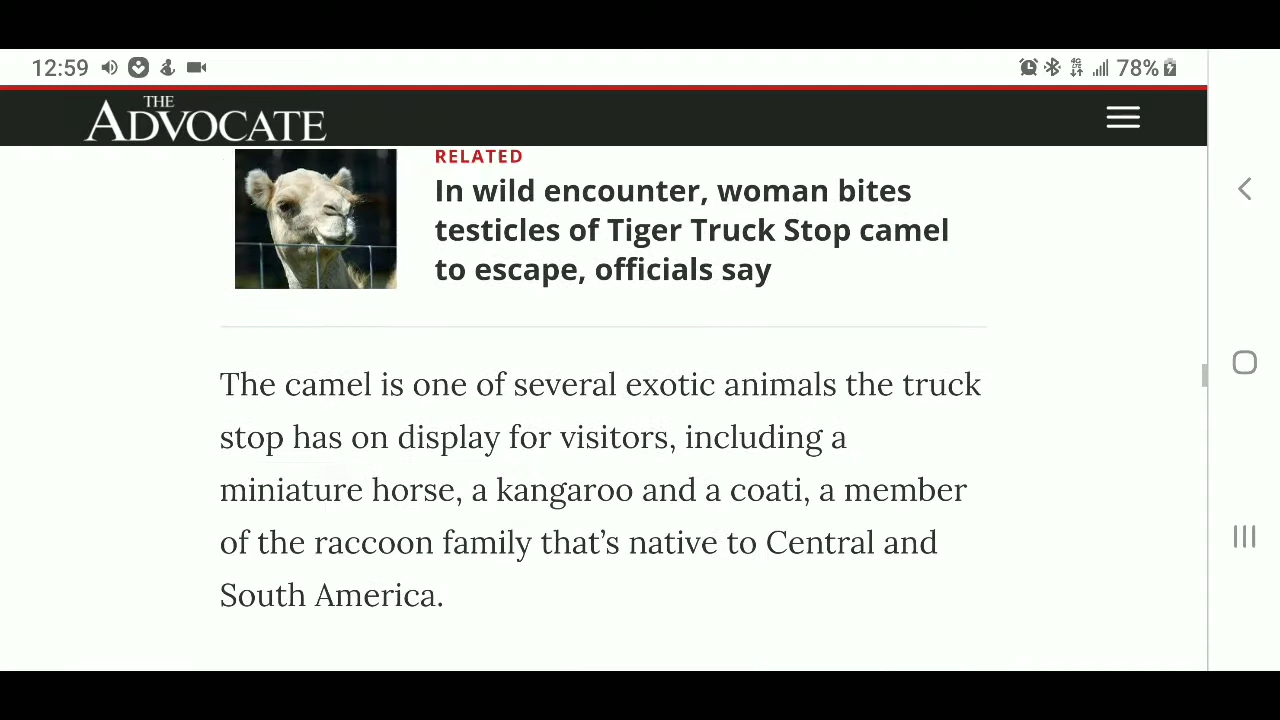 12:59
78%
THE
ADVOCATE
RELATED
In wild encounter, woman bites
testicles of Tiger Truck Stop camel
to escape, officials say
The camel is one of several exotic animals the truck
stop has on display for visitors, including a
miniature horse, a kangaroo and a coati, a member
of the raccoon family that’s native to Central and
South America.